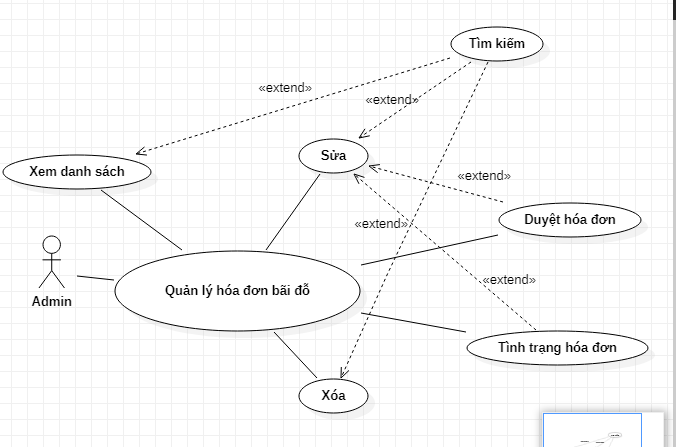 Tìm kiếm
«extend»
«extend»
Sửa
Xem danh sách
«extend»
Duyệt hóa đơn
«extend»
«extend»
Quản lý hóa đơn bãi đỗ
Admin
Tình trạng hóa đơn
Xóa